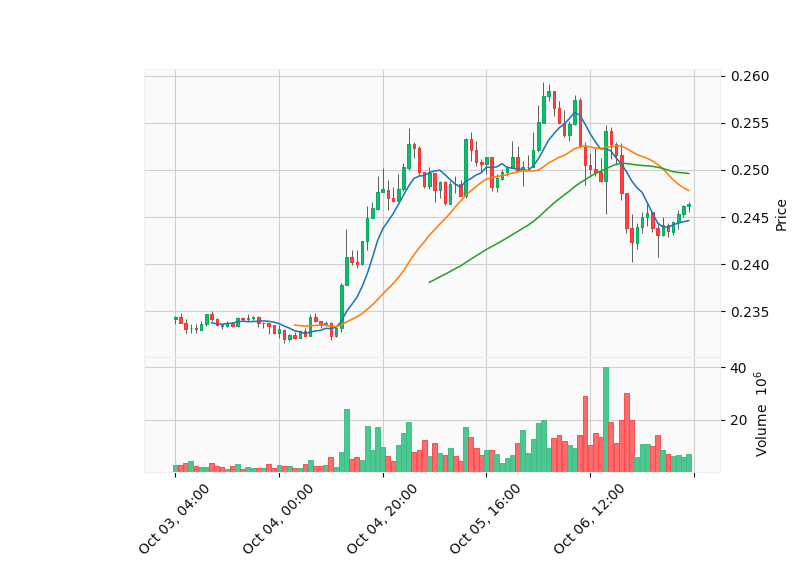 0.260
0.255
0.250
0.245
0.240
0.235
Price
40
20
Volume 10^6
Oct 03, 04:00
Oct 04, 00:00
Oct 04, 20:00
Oct 05, 16:00
Oct 06, 12:00